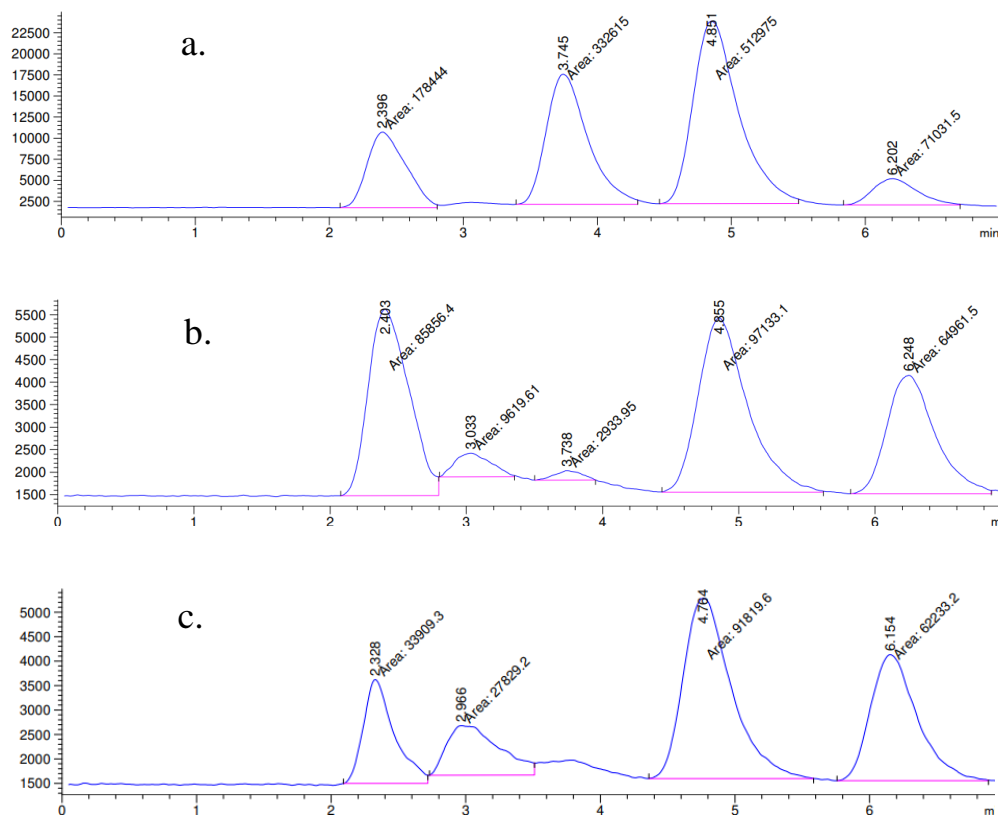 a.
22500
20000
17500
15000
12500
10000
7500
5000
2500
2.396
Area: 178444
3.745
Area: 332615
4.851
Area: 512975
6.202
Area: 71031.5
0 1 2 3 4 5 6 min
b.
5500
5000
4500
4000
3500
3000
2500
2000
1500
2.403
Area: 85856.4
3.033
Area: 9619.61
3.738
Area: 2933.95
4.855
Area: 97133.1
6.248
Area: 64961.5
0 1 2 3 4 5 6 m
c.
5000
4500
4000
3500
3000
2500
2000
1500
2.328
Area: 33909.3
2.966
Area: 27829.2
4.764
Area: 91819.6
6.154
Area: 62233.2
0 1 2 3 4 5 6 m